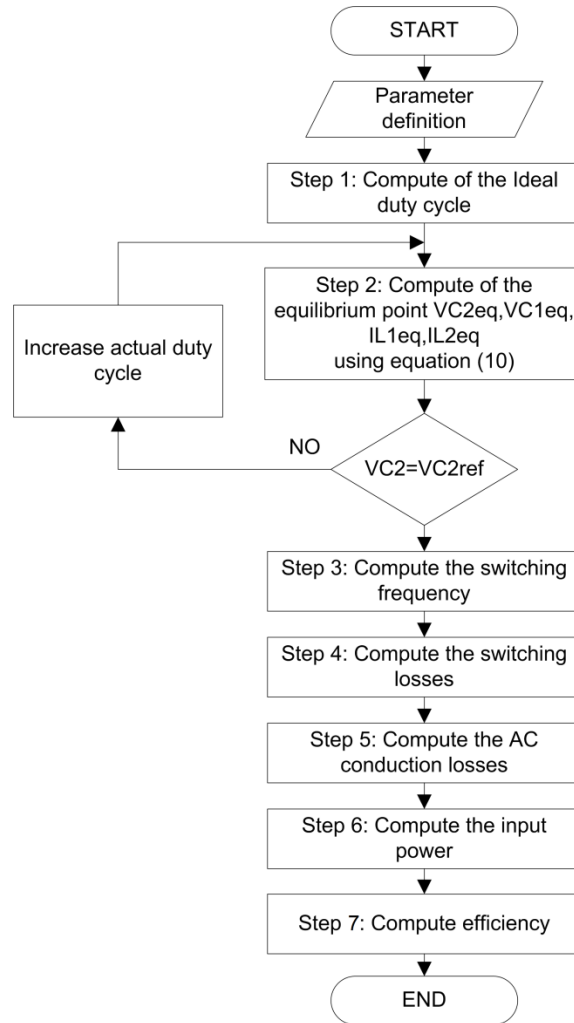 START
Parameter
definition
Step 1: Compute of the Ideal
duty cycle
Step 2: Compute of the
equilibrium point VC2eq,VC1eq,
IL1eq,IL2eq
using equation (10)
Increase actual duty
cycle
NO
VC2=VC2ref
Step 3: Compute the switching
frequency
Step 4: Compute the switching
losses
Step 5: Compute the AC
conduction losses
Step 6: Compute the input
power
Step 7: Compute efficiency
END